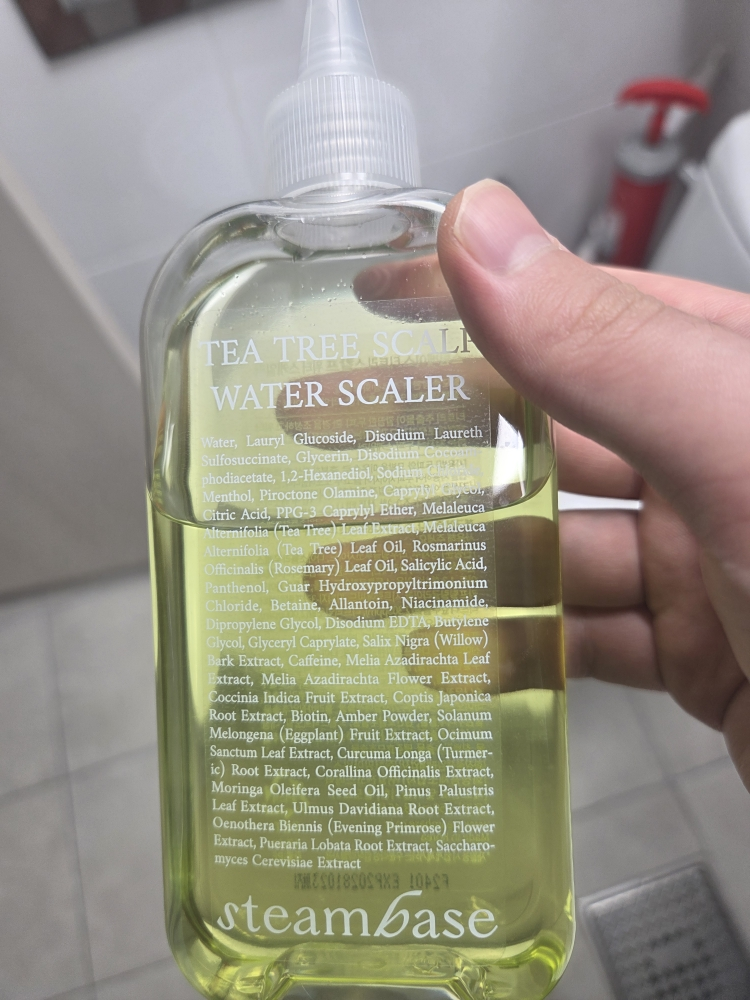 TEA TREE SCALP
WATER SCALER
Water, Lauryl Glucoside, Disodium Laureth
Sulfosuccinate, Glycerin, Disodium
phodiacetate, 1,2-Hexanediol, Sodium
Menthol, Piroctone Olamine, Caprylyl Glycol,
Citric Acid, PPG-3 Caprylyl Ether, Melaleuca
Alternifolia (Tea Tree) Leaf Extract, Melaleuca
Alternifolia (Tea Tree) Leaf Oil, Rosmarinus
Officinalis (Rosemary) Leaf Oil, Salicylic Acid,
Panthenol, Guar Hydroxypropyltrimonium
Chloride, Betaine, Allantoin, Niacinamide,
Dipropylene Glycol, Disodium EDTA, Butylene
Glycol, Glyceryl Caprylate, Salix Nigra (Willow)
Bark Extract, Caffeine, Melia Azadirachta Leaf
Extract, Melia Azadirachta Flower Extract,
Coccinia Indica Fruit Extract, Coptis Japonica
Root Extract, Biotin, Amber Powder, Solanum
Melongena (Eggplant) Fruit Extract, Ocimum
Sanctum Leaf Extract, Curcuma Longa (Turmer-
ic) Root Extract, Corallina Officinalis Extract,
Moringa Oleifera Seed Oil, Pinus Palustris
Leaf Extract, Ulmus Davidiana Root Extract,
Oenothera Biennis (Evening Primrose) Flower
Extract, Pueraria Lobata Root Extract, Saccharo-
myces Cerevisiae Extract
steambase